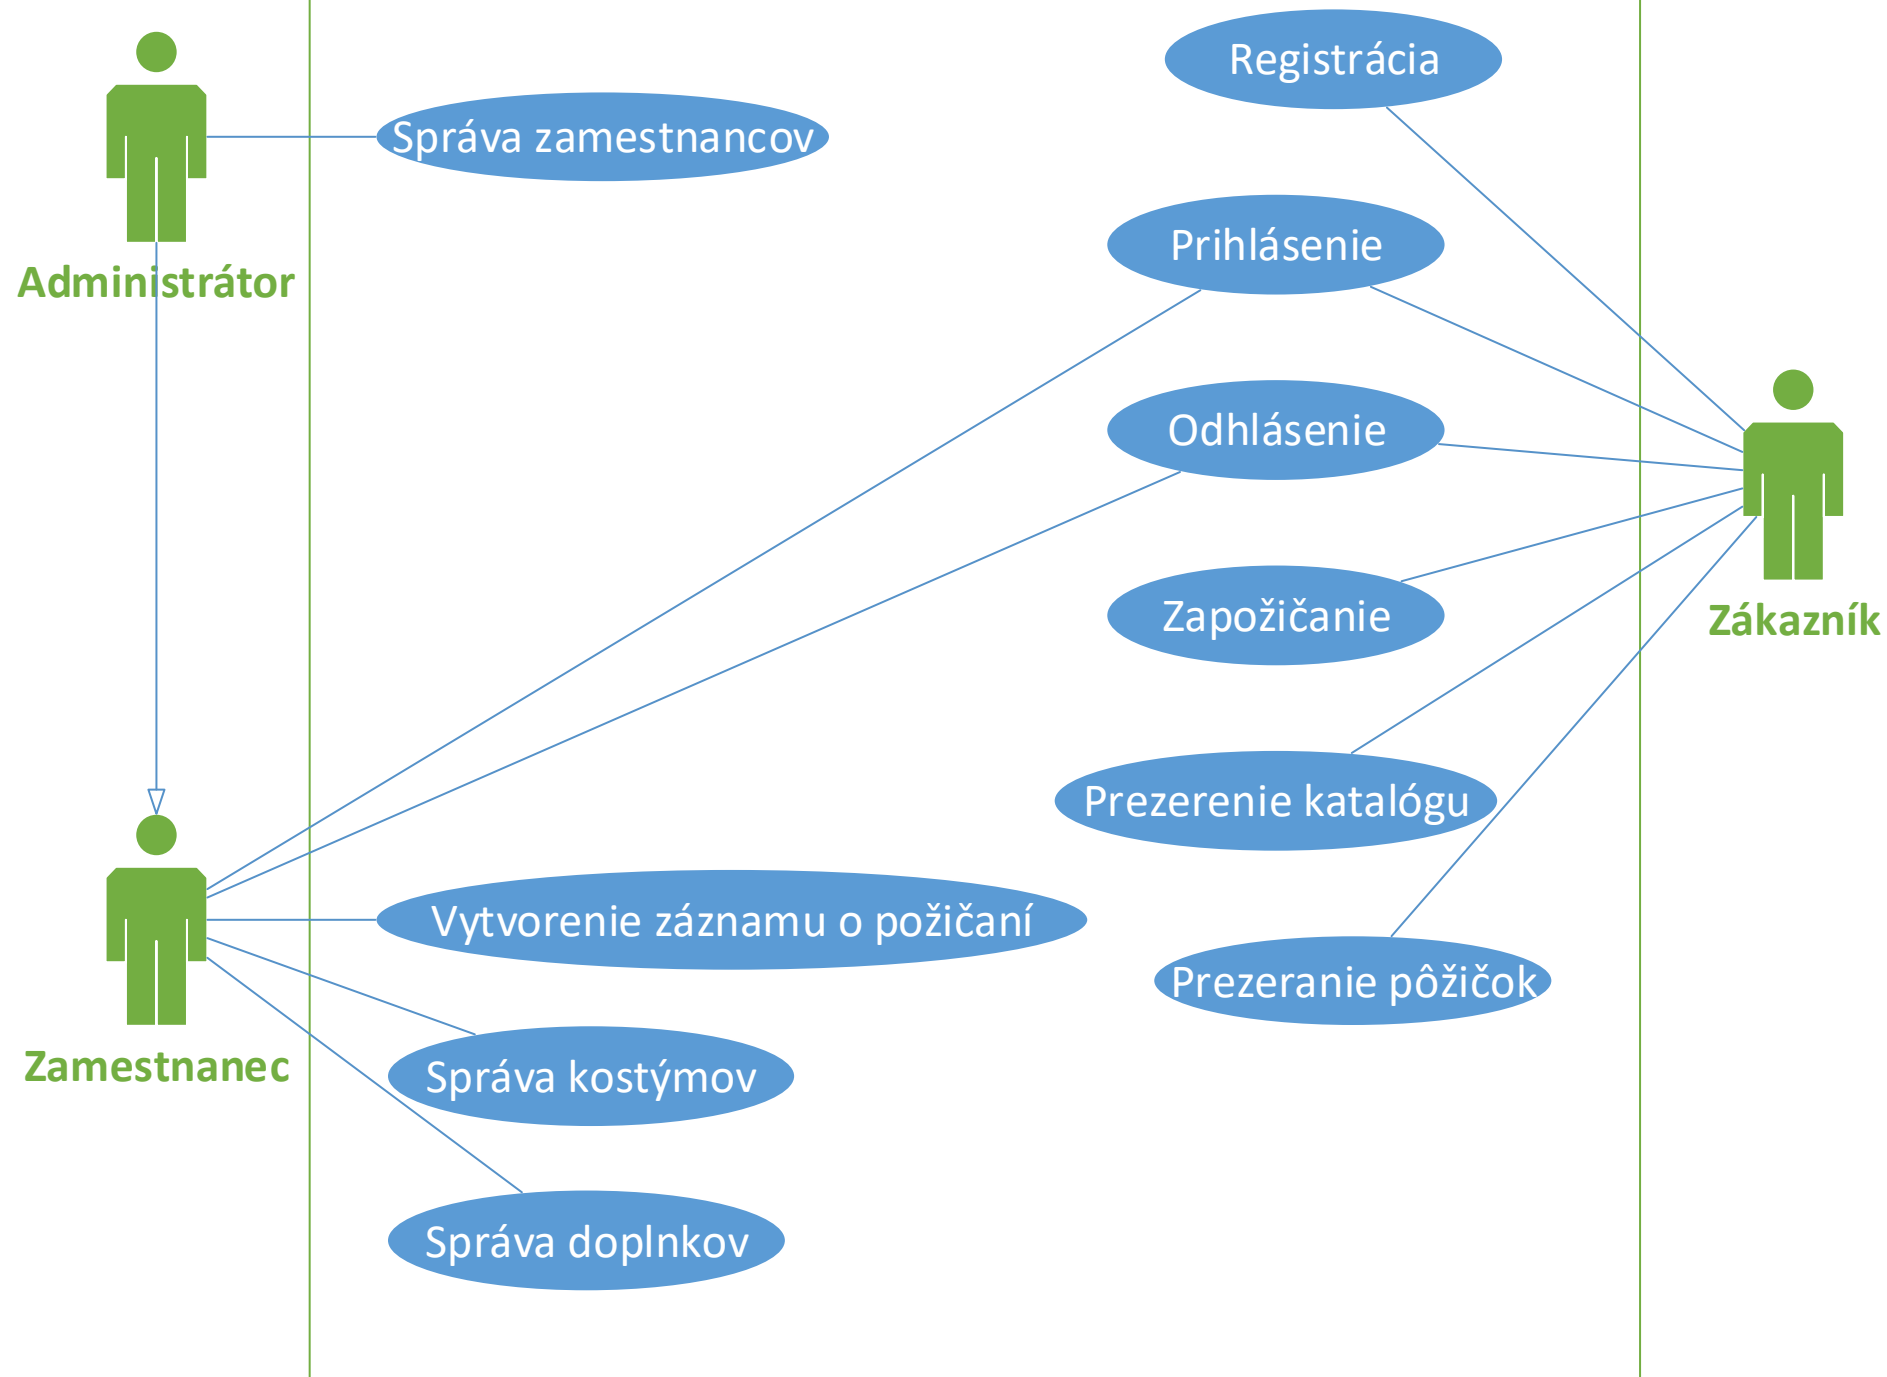 Registrácia
Správa zamestnancov
Prihlásenie
Administrátor
Odhlásenie
Zapožičanie
Zákazník
Prezerenie katalógu
Vytvorenie záznamu o požičaní
Prezeranie pôžičok
Zamestnanec
Správa kostýmov
Správa doplnkov